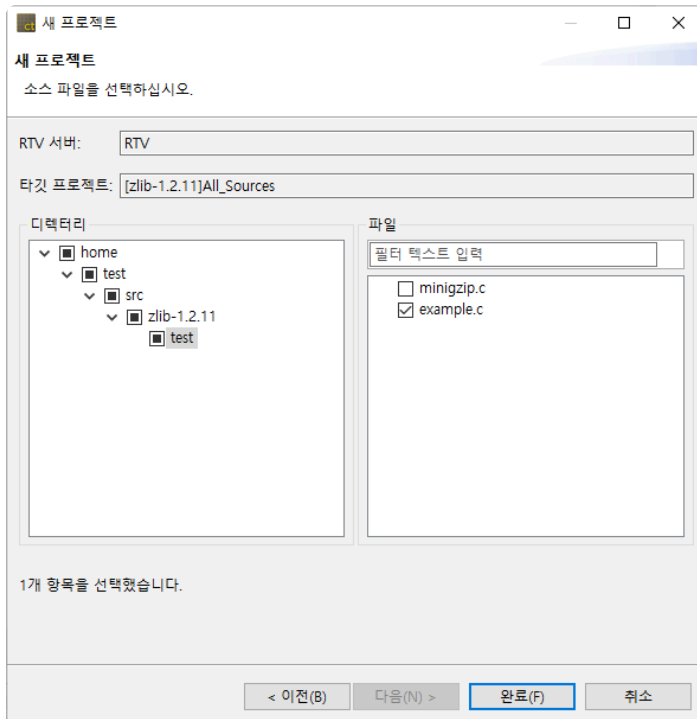 ct 새 프로젝트
새 프로젝트
소스 파일을 선택하십시오.
RTV 서버: RTV
타깃 프로젝트: [zlib-1.2.11]All_Sources
디렉터리
home
test
src
zlib-1.2.11
test
파일
필터 텍스트 입력
minigzip.c
example.c
1개 항목을 선택했습니다.
< 이전(B) 다음(N) > 완료(F) 취소